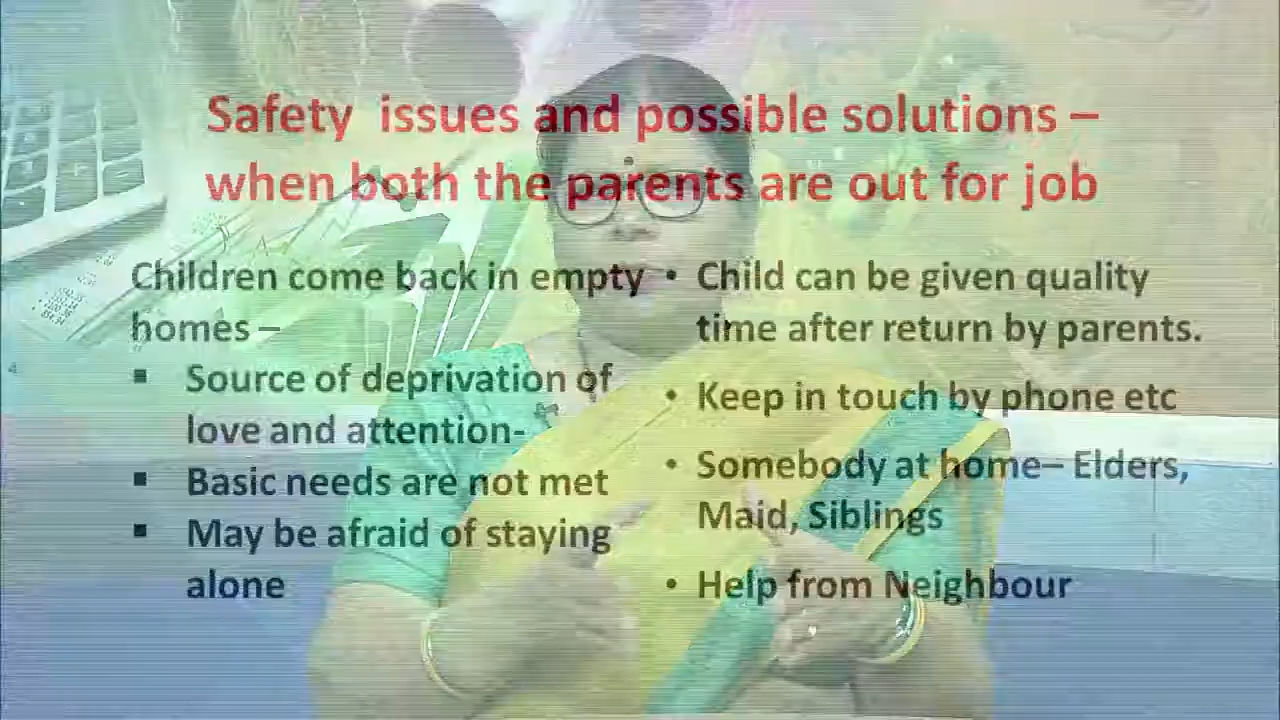 Safety issues and possible solutions –
when both the parents are out for job
Children come back in empty
homes –
▪ Source of deprivation of
love and attention-
▪ Basic needs are not met
▪ May be afraid of staying
alone
• Child can be given quality
time after return by parents.
• Keep in touch by phone etc
• Somebody at home– Elders,
Maid, Siblings
• Help from Neighbour